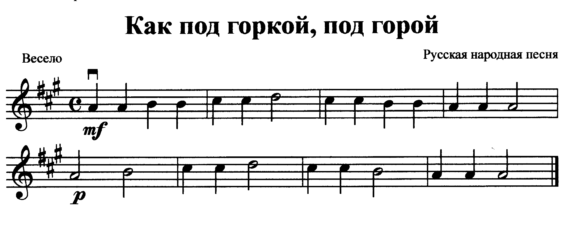 Как под горкой, под горой
Весело
Русская народная песня
mf
p